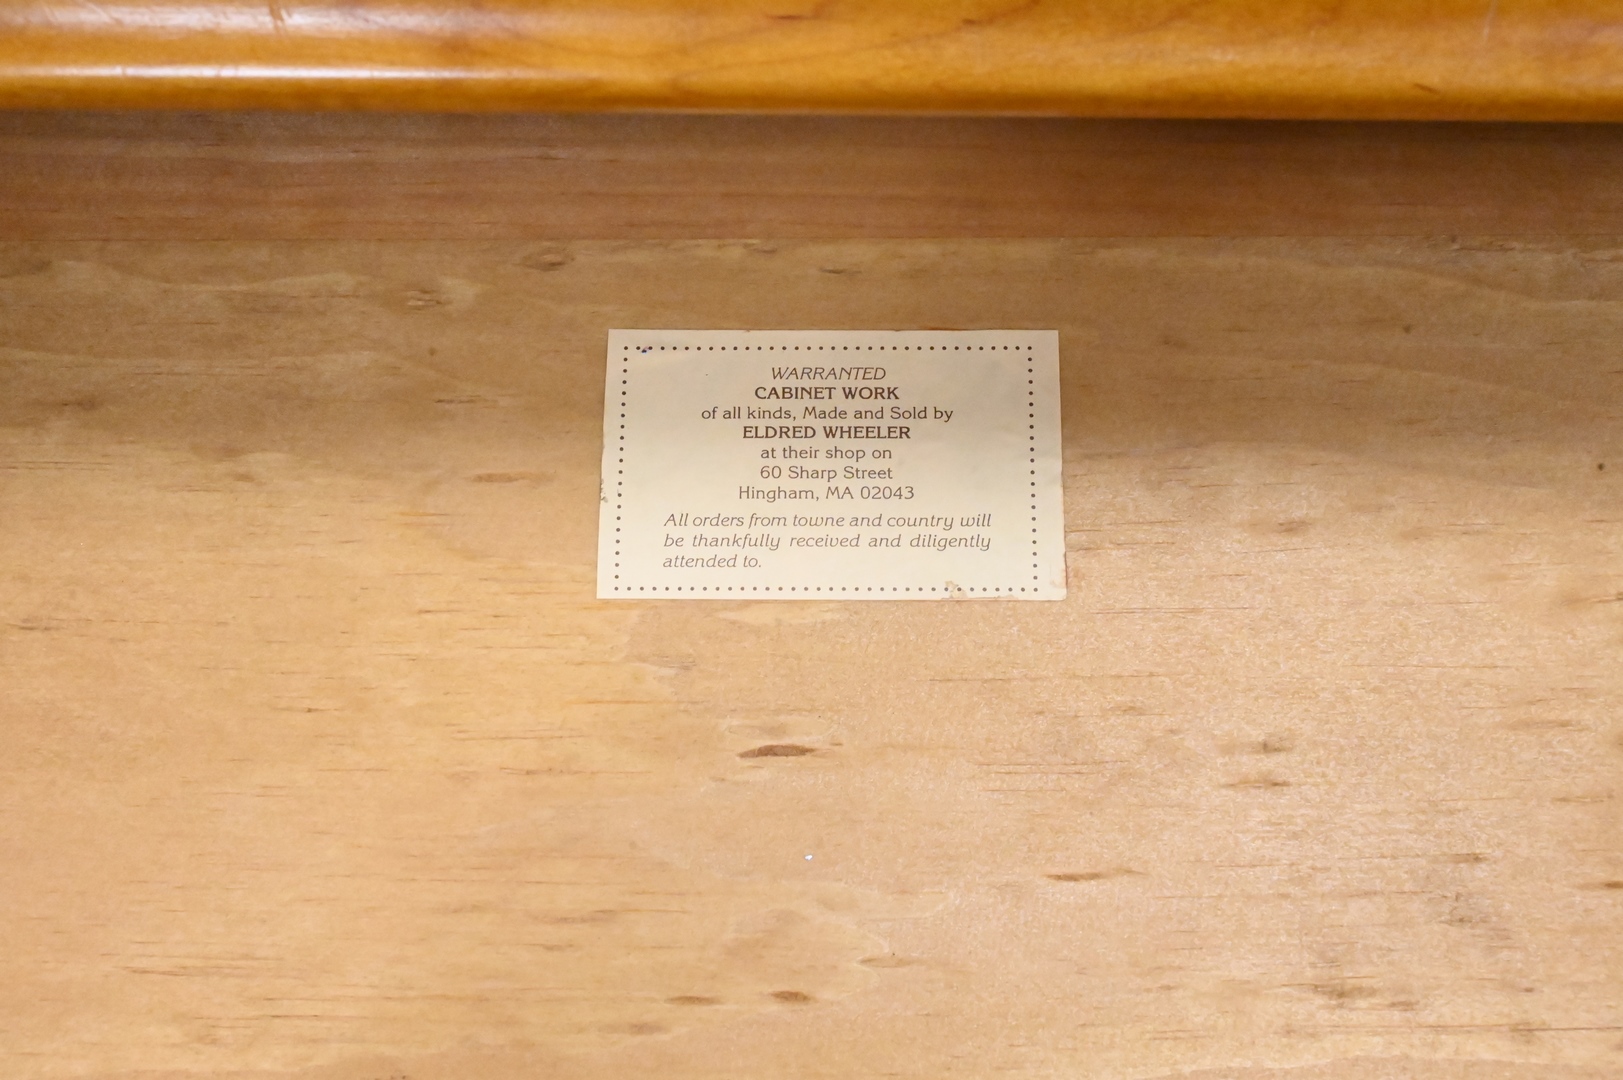 WARRANTED
CABINET WORK
of all kinds, Made and Sold by
ELDRED WHEELER
at their shop on
60 Sharp Street
Hingham, MA 02043
All orders from towne and country will
be thankfully received and diligently
attended to.